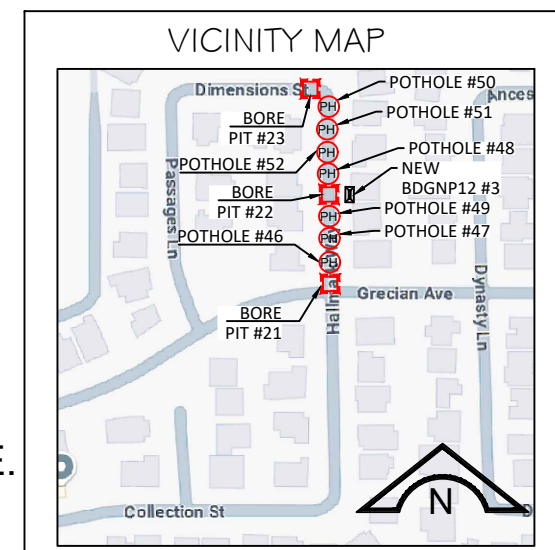 VICINITY MAP
Dimensions St
POTHOLE #50
Ances
BORE
PIT #23
POTHOLE #51
POTHOLE #52
POTHOLE #48
NEW
BDGNP12 #3
BORE
PIT #22
POTHOLE #49
POTHOLE #46
POTHOLE #47
Passages Ln
PH
PH
PH
PH
PH
PH
PH
Grecian Ave
Dynasty Ln
BORE
PIT #21
E.
Collection St
N